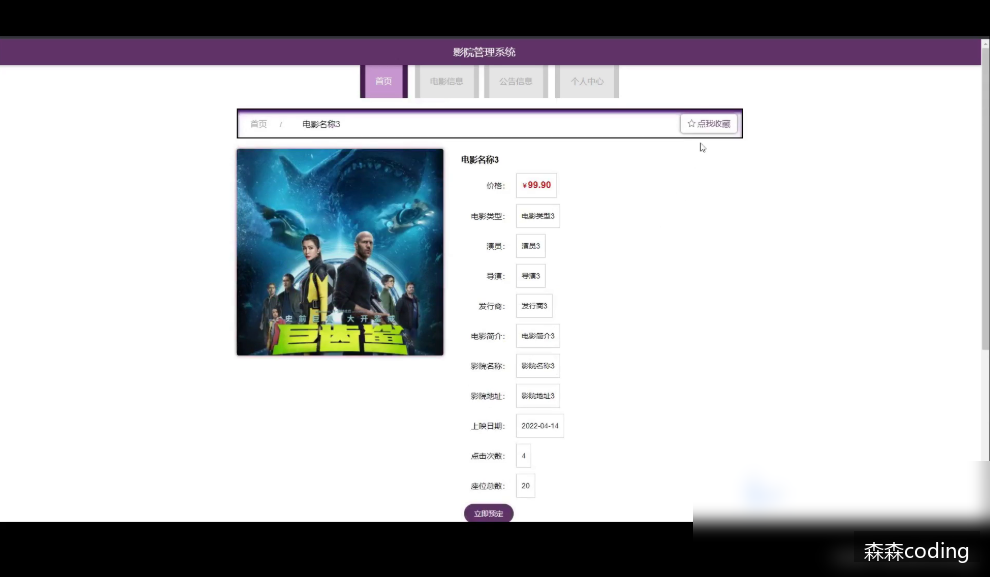 影院管理系统
首页 电影信息 公告信息 个人中心
首页 / 电影名称3 ☆ 点我收藏
电影名称3
价格: ¥99.90
电影类型: 电影类型3
演员: 演员3
导演: 导演3
发行商: 发行商3
电影简介: 电影简介3
影院名称: 影院名称3
影院地址: 影院地址3
上映日期: 2022-04-14
点击次数: 4
座位总数: 20
立即预定
巨齿鲨
森森coding